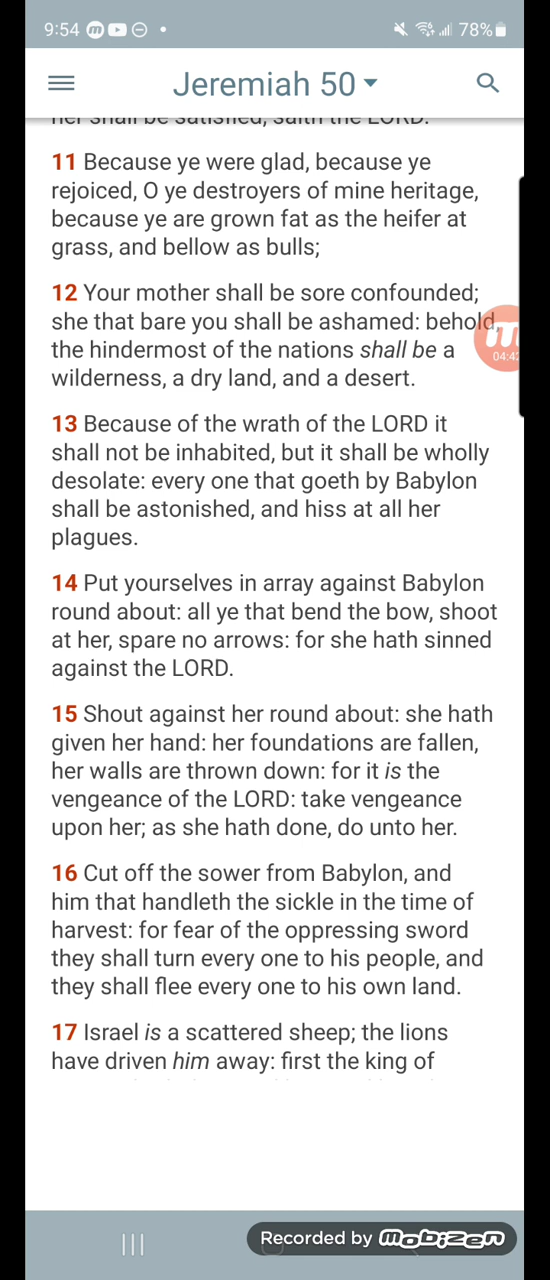 9:54
78%
Jeremiah 50
her shall be satisfied, saith the LORD.
11 Because ye were glad, because ye
rejoiced, O ye destroyers of mine heritage,
because ye are grown fat as the heifer at
grass, and bellow as bulls;
12 Your mother shall be sore confounded;
she that bare you shall be ashamed: behold,
the hindermost of the nations shall be a
wilderness, a dry land, and a desert.
13 Because of the wrath of the LORD it
shall not be inhabited, but it shall be wholly
desolate: every one that goeth by Babylon
shall be astonished, and hiss at all her
plagues.
14 Put yourselves in array against Babylon
round about: all ye that bend the bow, shoot
at her, spare no arrows: for she hath sinned
against the LORD.
15 Shout against her round about: she hath
given her hand: her foundations are fallen,
her walls are thrown down: for it is the
vengeance of the LORD: take vengeance
upon her; as she hath done, do unto her.
16 Cut off the sower from Babylon, and
him that handleth the sickle in the time of
harvest: for fear of the oppressing sword
they shall turn every one to his people, and
they shall flee every one to his own land.
17 Israel is a scattered sheep; the lions
have driven him away: first the king of
Recorded by mobizen